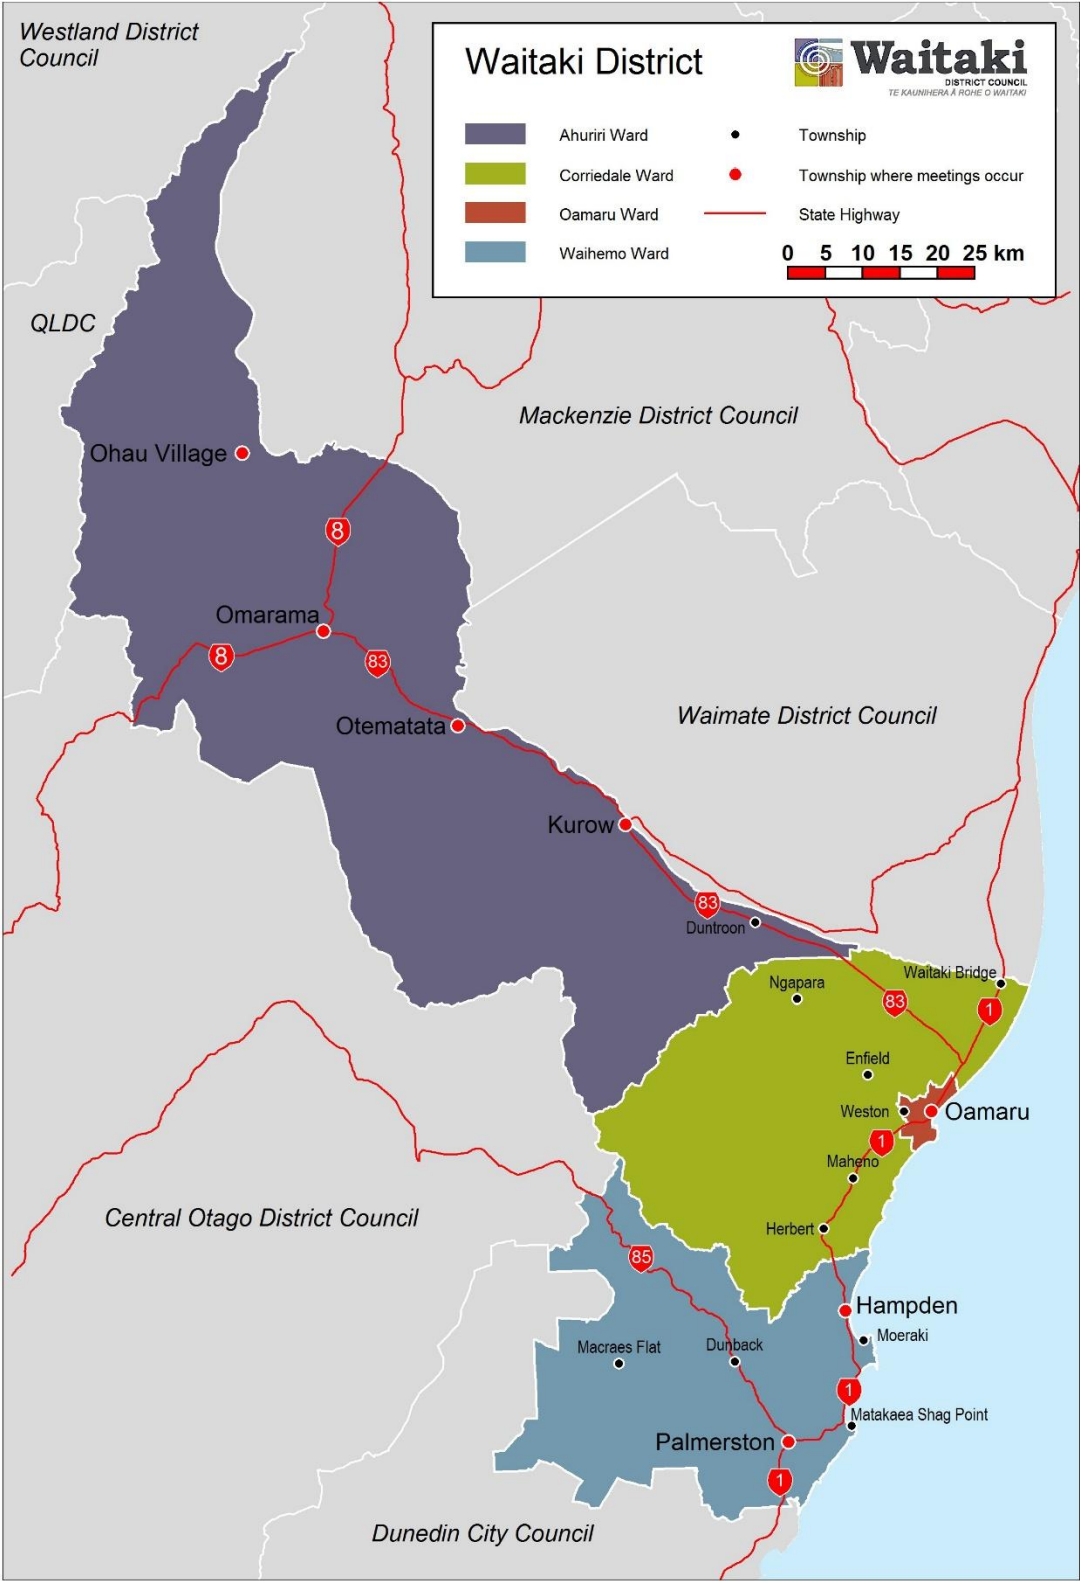 Westland District
Council
Waitaki District
Waitaki
DISTRICT COUNCIL
TE KAUNIHERA Ā ROHE O WAITAKI
Ahuriri Ward
Township
Corriedale Ward
Township where meetings occur
Oamaru Ward
State Highway
Waihemo Ward
0 5 10 15 20 25 km
QLDC
Mackenzie District Council
Ohau Village
8
Omarama
8
83
Otematata
Waimate District Council
Kurow
83
Duntroon
Waitaki Bridge
Ngapara
83
1
Enfield
Weston
Oamaru
1
Maheno
Central Otago District Council
Herbert
85
Hampden
Moeraki
Macraes Flat
Dunback
1
Matakaea Shag Point
Palmerston
1
Dunedin City Council